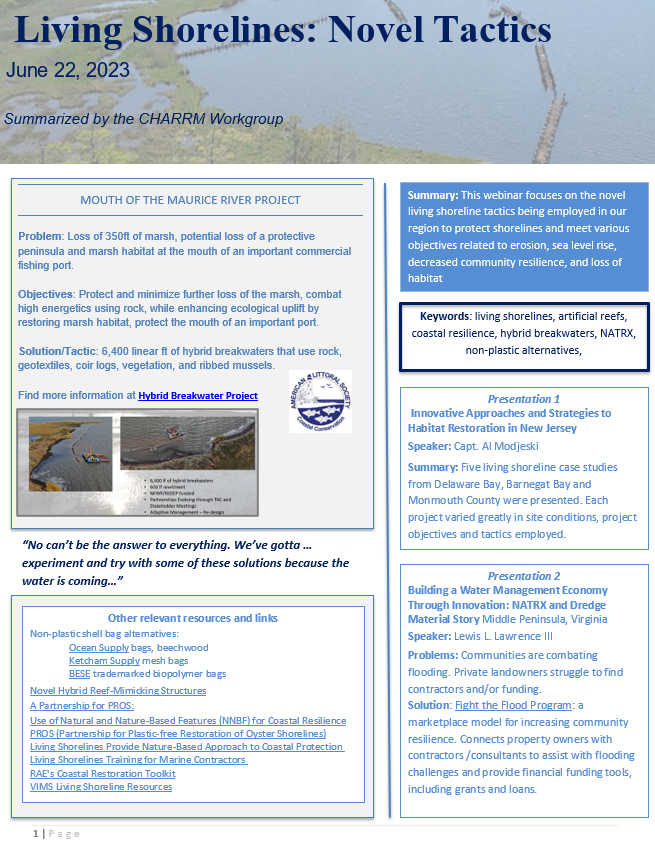 Living Shorelines: Novel Tactics
June 22, 2023
Summarized by the CHARRM Workgroup
MOUTH OF THE MAURICE RIVER PROJECT
Problem: Loss of 350ft of marsh, potential loss of a protective
peninsula and marsh habitat at the mouth of an important commercial
fishing port.
Objectives: Protect and minimize further loss of the marsh, combat
high energetics using rock, while enhancing ecological uplift by
restoring marsh habitat, protect the mouth of an important port.
Solution/Tactic: 6,400 linear ft of hybrid breakwaters that use rock,
geotextiles, coir logs, vegetation, and ribbed mussels.
Find more information at Hybrid Breakwater Project
AMERICAN LITTORAL SOCIETY
Coastal Conservation
• 6,400 lf of hybrid breakwaters
• 600 lf revetment
• NFWF/NJDEP funded
• Partnerships Evolving through TAC and
Stakeholder Meetings
• Adaptive Management – Re-design
“No can’t be the answer to everything. We’ve gotta …
experiment and try with some of these solutions because the
water is coming…”
Other relevant resources and links
Non-plastic shell bag alternatives:
Ocean Supply bags, beechwood
Ketcham Supply mesh bags
BESE trademarked biopolymer bags
Novel Hybrid Reef-Mimicking Structures
A Partnership for PROS:
Use of Natural and Nature-Based Features (NNBF) for Coastal Resilience
PROS (Partnership for Plastic-free Restoration of Oyster Shorelines)
Living Shorelines Provide Nature-Based Approach to Coastal Protection
Living Shorelines Training for Marine Contractors
RAE's Coastal Restoration Toolkit
VIMS Living Shoreline Resources
Summary: This webinar focuses on the novel
living shoreline tactics being employed in our
region to protect shorelines and meet various
objectives related to erosion, sea level rise,
decreased community resilience, and loss of
habitat
Keywords: living shorelines, artificial reefs,
coastal resilience, hybrid breakwaters, NATRX,
non-plastic alternatives,
Presentation 1
Innovative Approaches and Strategies to
Habitat Restoration in New Jersey
Speaker: Capt. Al Modjeski
Summary: Five living shoreline case studies
from Delaware Bay, Barnegat Bay and
Monmouth County were presented. Each
project varied greatly in site conditions, project
objectives and tactics employed.
Presentation 2
Building a Water Management Economy
Through Innovation: NATRX and Dredge
Material Story Middle Peninsula, Virginia
Speaker: Lewis L. Lawrence III
Problems: Communities are combating
flooding. Private landowners struggle to find
contractors and/or funding.
Solution: Fight the Flood Program: a
marketplace model for increasing community
resilience. Connects property owners with
contractors /consultants to assist with flooding
challenges and provide financial funding tools,
including grants and loans.
1 | Page